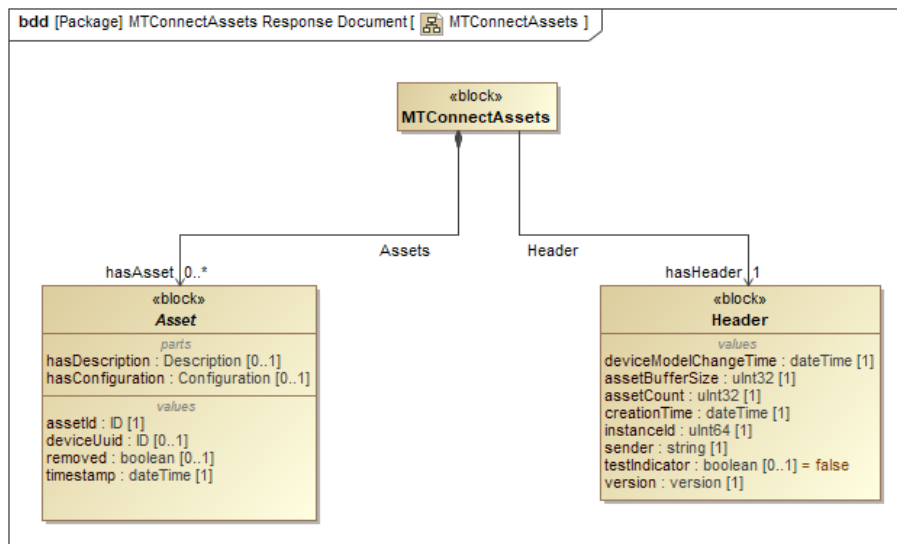 bdd [Package] MTConnectAssets Response Document [ MTConnectAssets ]
«block»
MTConnectAssets
Assets
Header
hasAsset 0..*
hasHeader 1
«block»
Asset
parts
hasDescription : Description [0..1]
hasConfiguration : Configuration [0..1]
values
assetId : ID [1]
deviceUuid : ID [0..1]
removed : boolean [0..1]
timestamp : dateTime [1]
«block»
Header
values
deviceModelChangeTime : dateTime [1]
assetBufferSize : uInt32 [1]
assetCount : uInt32 [1]
creationTime : dateTime [1]
instanceId : uInt64 [1]
sender : string [1]
testIndicator : boolean [0..1] = false
version : version [1]